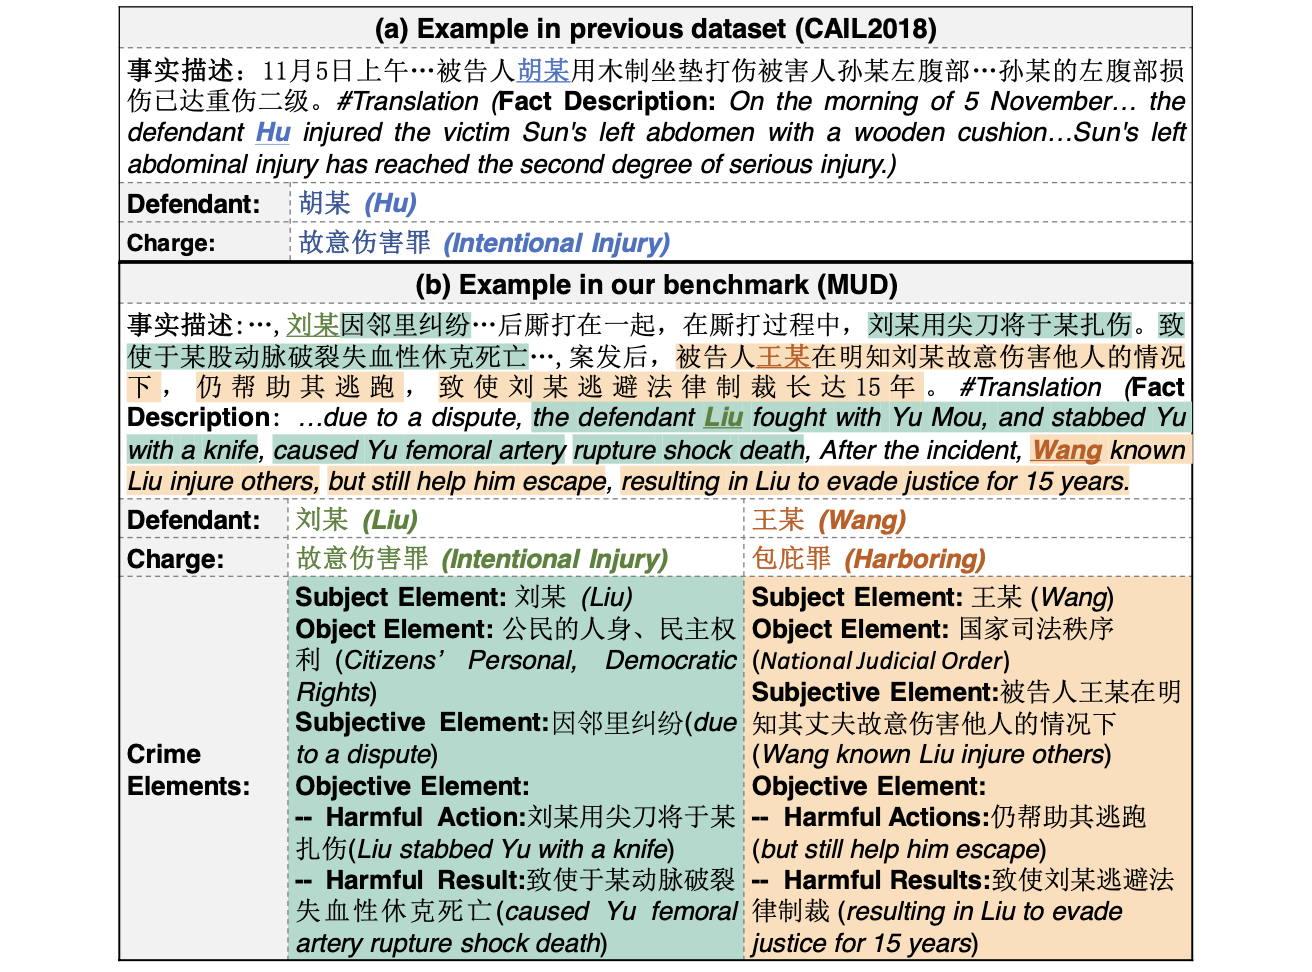 (a) Example in previous dataset (CAIL2018)
事实描述：11月5日上午…被告人胡某用木制坐垫打伤被害人孙某左腹部…孙某的左腹部损
伤已达重伤二级。#Translation (Fact Description: On the morning of 5 November… the
defendant Hu injured the victim Sun's left abdomen with a wooden cushion…Sun's left
abdominal injury has reached the second degree of serious injury.)
Defendant: 胡某 (Hu)
Charge: 故意伤害罪 (Intentional Injury)
(b) Example in our benchmark (MUD)
事实描述:…,刘某因邻里纠纷…后厮打在一起，在厮打过程中，刘某用尖刀将于某扎伤。致
使于某股动脉破裂失血性休克死亡…,案发后，被告人王某在明知刘某故意伤害他人的情况
下，仍帮助其逃跑，致使刘某逃避法律制裁长达15年。#Translation (Fact
Description: …due to a dispute, the defendant Liu fought with Yu Mou, and stabbed Yu
with a knife, caused Yu femoral artery rupture shock death, After the incident, Wang known
Liu injure others, but still help him escape, resulting in Liu to evade justice for 15 years.
Defendant: 刘某 (Liu) 王某 (Wang)
Charge: 故意伤害罪 (Intentional Injury) 包庇罪 (Harboring)
Crime
Elements:
Subject Element: 刘某 (Liu)
Object Element: 公民的人身、民主权
利 (Citizens’ Personal, Democratic
Rights)
Subjective Element:因邻里纠纷(due
to a dispute)
Objective Element:
-- Harmful Action:刘某用尖刀将于某
扎伤(Liu stabbed Yu with a knife)
-- Harmful Result:致使于某动脉破裂
失血性休克死亡(caused Yu femoral
artery rupture shock death)
Subject Element: 王某 (Wang)
Object Element: 国家司法秩序
(National Judicial Order)
Subjective Element:被告人王某在明
知其丈夫故意伤害他人的情况下
(Wang known Liu injure others)
Objective Element:
-- Harmful Actions:仍帮助其逃跑
(but still help him escape)
-- Harmful Results:致使刘某逃避法
律制裁 (resulting in Liu to evade
justice for 15 years)